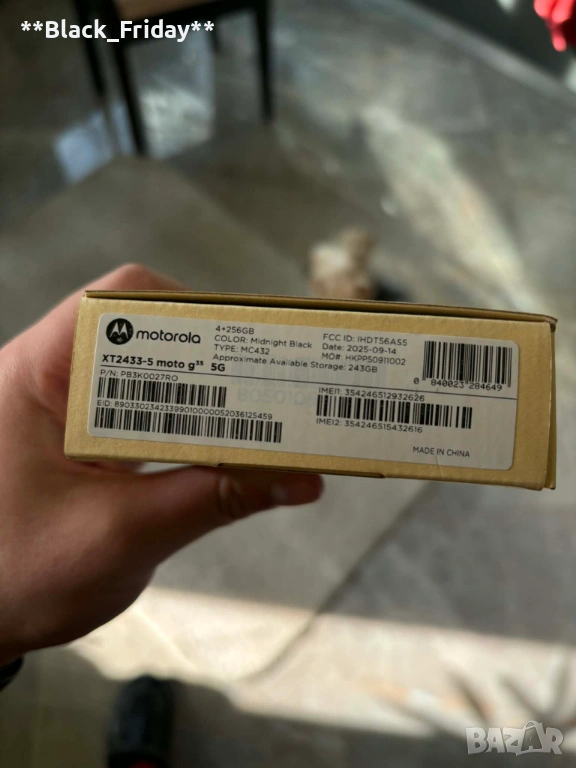 **Black_Friday**
motorola
4+256GB
COLOR: Midnight Black
TYPE: MC432
Approximate Available Storage: 243GB
FCC ID: IHDT56AS5
Date: 2025-09-14
MO#: HKPP50911002
XT2433-5 moto g³⁵ 5G
P/N: PB3K0027RO
EID: 89033023423399010000052036125459
IMEI1: 354246512932626
IMEI2: 354246515432616
0 840023 284649
MADE IN CHINA
BAZAR